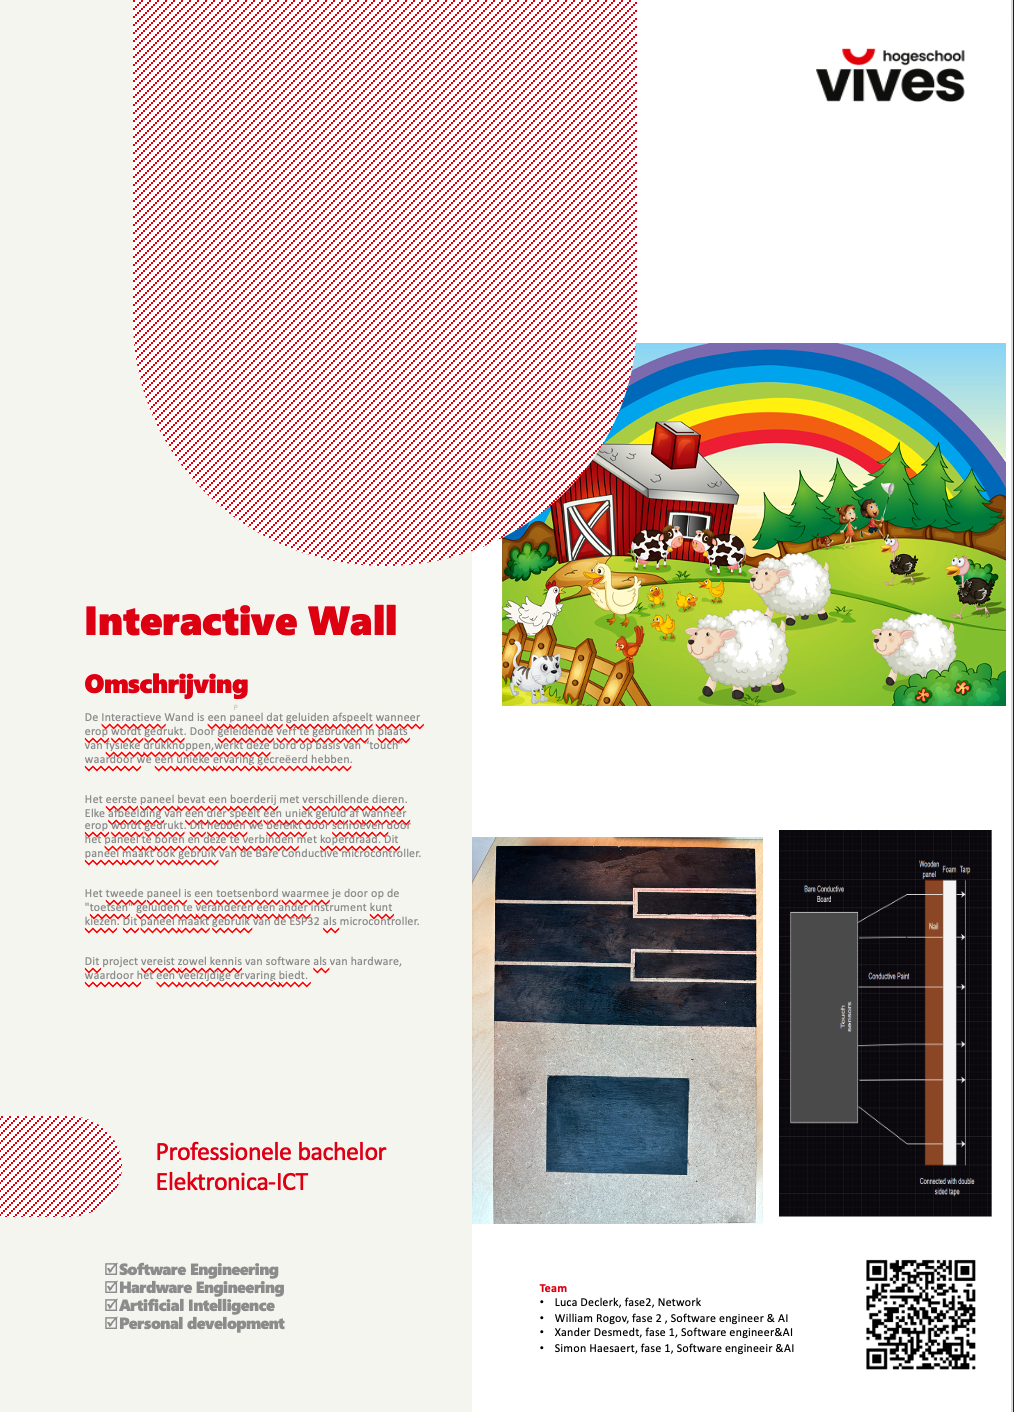 hogeschool
vives
Interactive Wall
Omschrijving
De Interactieve Wand is een paneel dat geluiden afspeelt wanneer
erop wordt gedrukt. Door geleidende verf te gebruiken in plaats
van fysieke drukknoppen,werkt deze bord op basis van "touch"
waardoor we een unieke ervaring gecreëerd hebben.
Het eerste paneel bevat een boerderij met verschillende dieren.
Elke afbeelding van een dier speelt een uniek geluid af wanneer
erop wordt gedrukt. Dit hebben we bereikt door schroeven door
het paneel te boren en deze te verbinden met koperdraad. Dit
paneel maakt ook gebruik van de Bare Conductive microcontroller.
Het tweede paneel is een toetsenbord waarmee je door op de
"toetsen" geluiden te veranderen een ander instrument kunt
kiezen. Dit paneel maakt gebruik van de ESP32 als microcontroller.
Dit project vereist zowel kennis van software als van hardware,
waardoor het een veelzijdige ervaring biedt.
Professionele bachelor
Elektronica-ICT
☑Software Engineering
☑Hardware Engineering
☑Artificial Intelligence
☑Personal development
Bare Conductive
Board
Wooden
panel
Foam
Tarp
Nail
Conductive Paint
Touch
sensors
Connected with double
sided tape
Team
• Luca Declerk, fase2, Network
• William Rogov, fase 2 , Software engineer & AI
• Xander Desmedt, fase 1, Software engineer&AI
• Simon Haesaert, fase 1, Software engineeir &AI